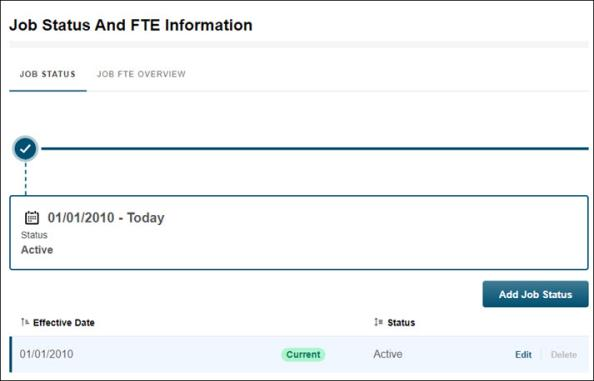 Job Status And FTE Information
JOB STATUS JOB FTE OVERVIEW
01/01/2010 - Today
Status
Active
Add Job Status
Effective Date Status
01/01/2010 Current Active Edit Delete